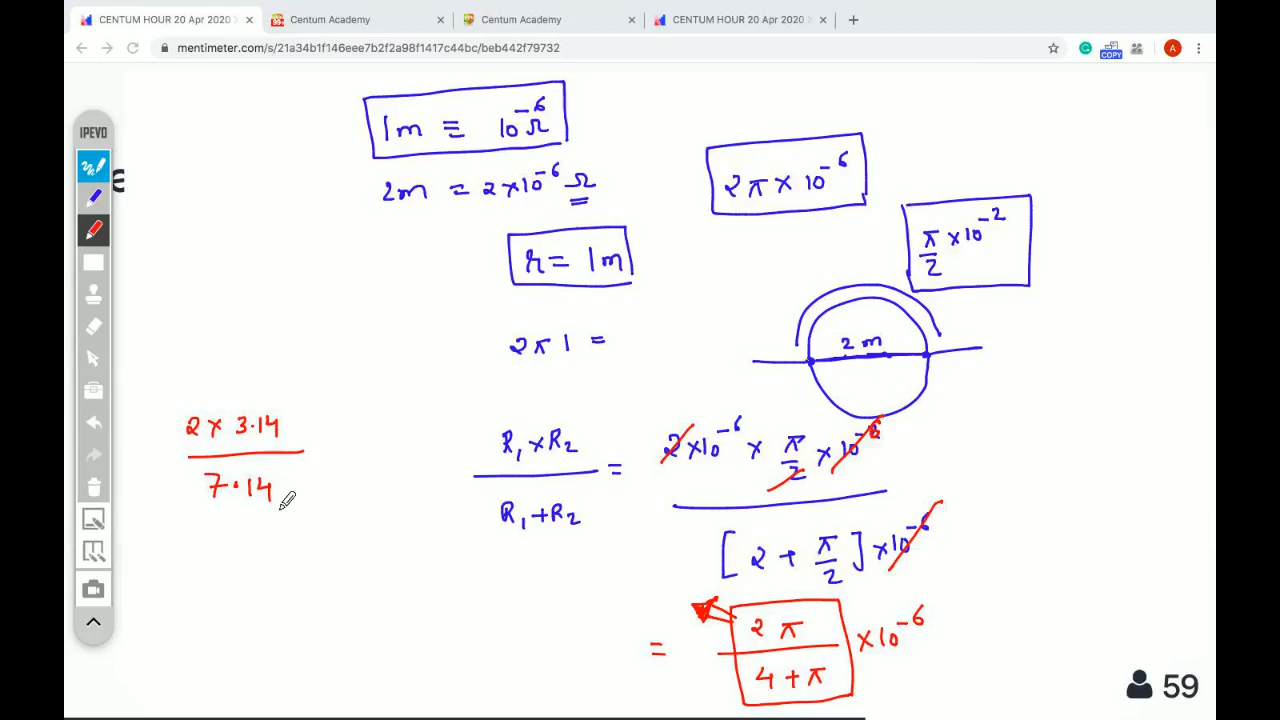 CENTUM HOUR 20 Apr 2020
Centum Academy
Centum Academy
CENTUM HOUR 20 Apr 2020
mentimeter.com/s/21a34b1f146eee7b2f2a98f1417c44bc/beb442f79732
COPY
A
IPEVO
e
1m ≡ 10⁻⁶ Ω
2m = 2×10⁻⁶ Ω
2π × 10⁻⁶
π/2 × 10⁻²
r = 1m
2π1 =
2 m
2 × 3.14
7.14
R₁ × R₂
R₁ + R₂
= 2 × 10⁻⁶ × π/2 × 10⁻⁶
[2 + π/2] × 10⁻⁶
= 2π / 4 + π × 10⁻⁶
59